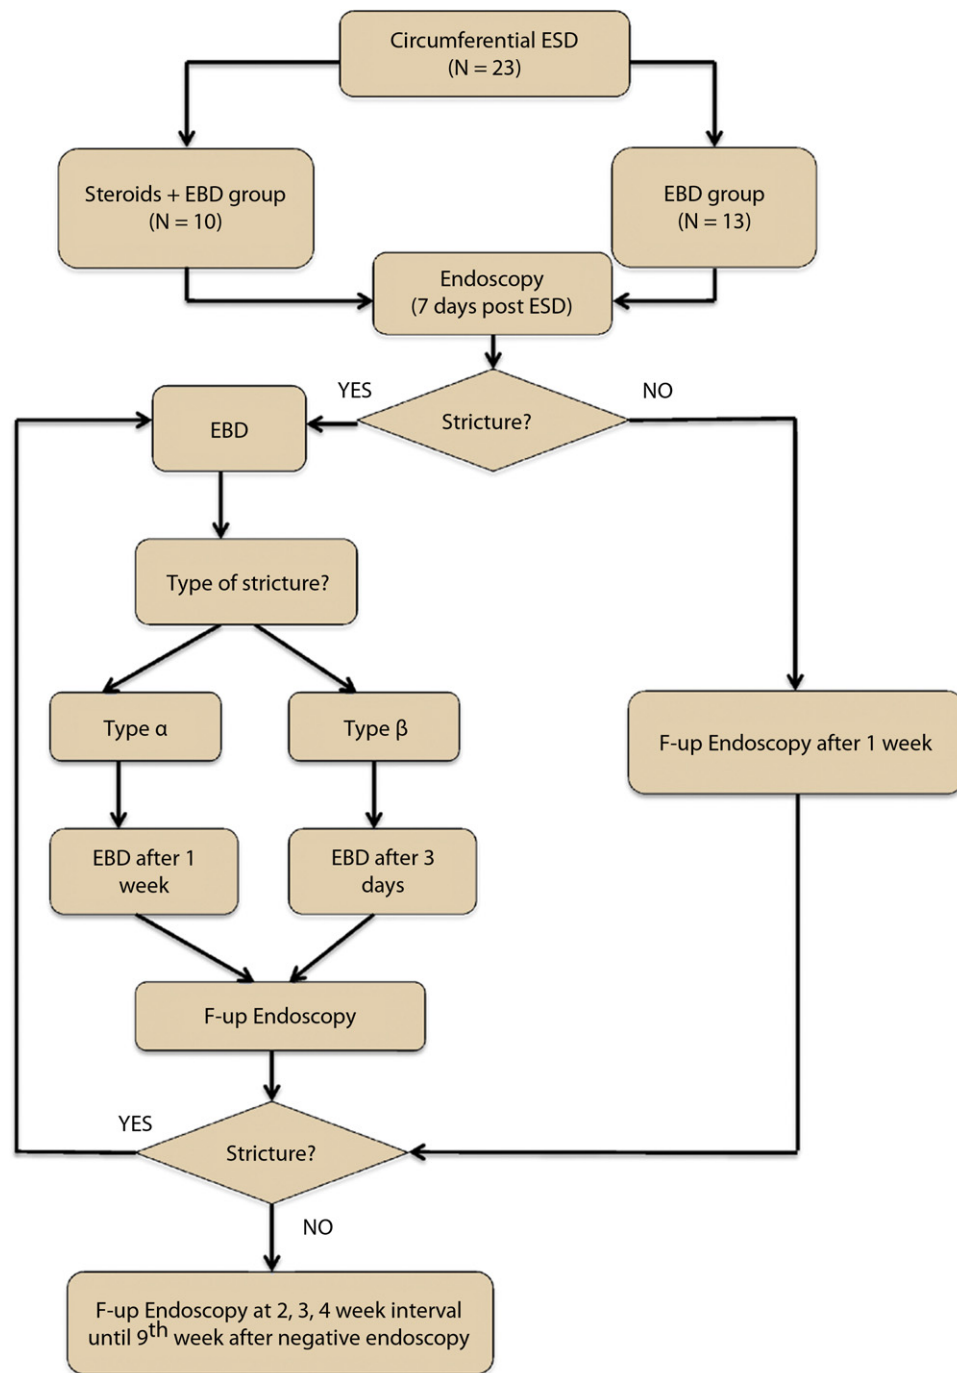 Circumferential ESD
(N = 23)
Steroids + EBD group
(N = 10)
EBD group
(N = 13)
Endoscopy
(7 days post ESD)
YES
NO
Stricture?
EBD
Type of stricture?
Type α
Type β
F-up Endoscopy after 1 week
EBD after 1
week
EBD after 3
days
F-up Endoscopy
YES
Stricture?
NO
F-up Endoscopy at 2, 3, 4 week interval
until 9th week after negative endoscopy